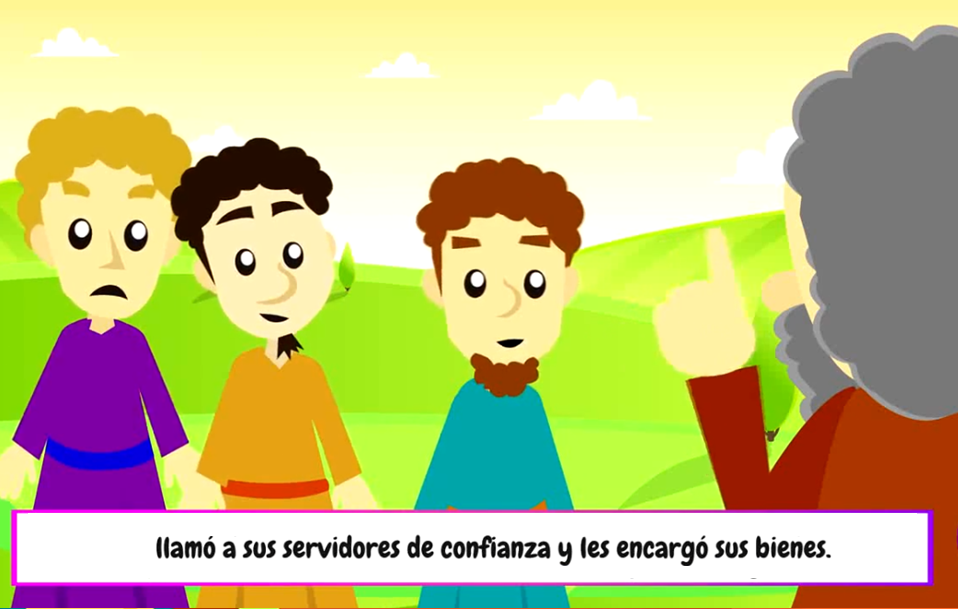 llamó a sus servidores de confianza y les encargó sus bienes.